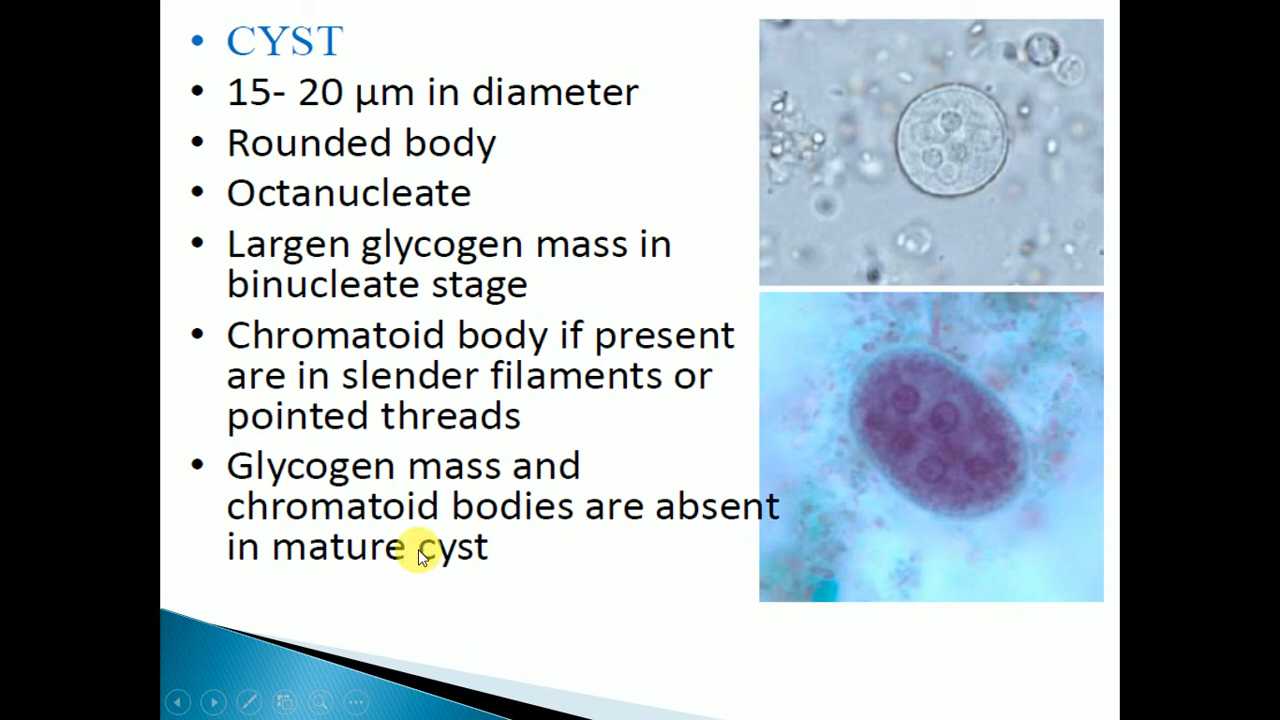 • CYST
• 15- 20 µm in diameter
• Rounded body
• Octanucleate
• Largen glycogen mass in
binucleate stage
• Chromatoid body if present
are in slender filaments or
pointed threads
• Glycogen mass and
chromatoid bodies are absent
in mature cyst